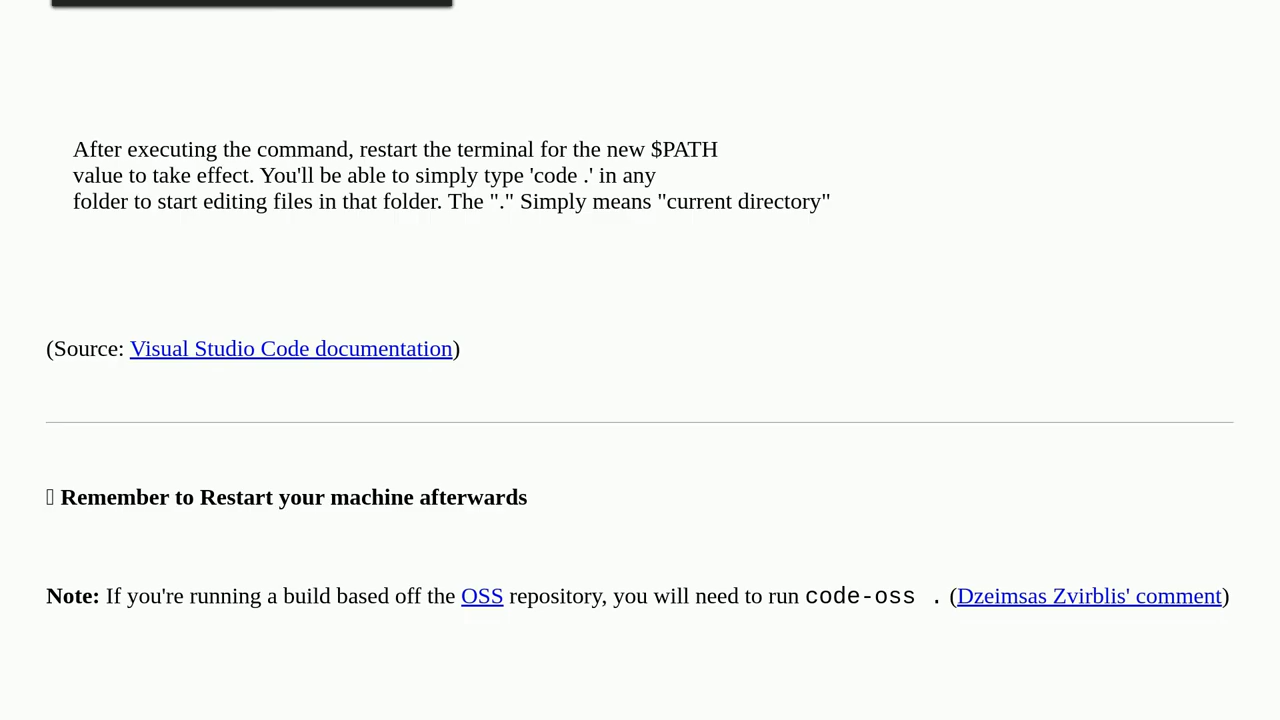 After executing the command, restart the terminal for the new $PATH
value to take effect. You'll be able to simply type 'code .' in any
folder to start editing files in that folder. The "." Simply means "current directory"
(Source: Visual Studio Code documentation)
Remember to Restart your machine afterwards
Note: If you're running a build based off the OSS repository, you will need to run code-oss . (Dzeimsas Zvirblis' comment)